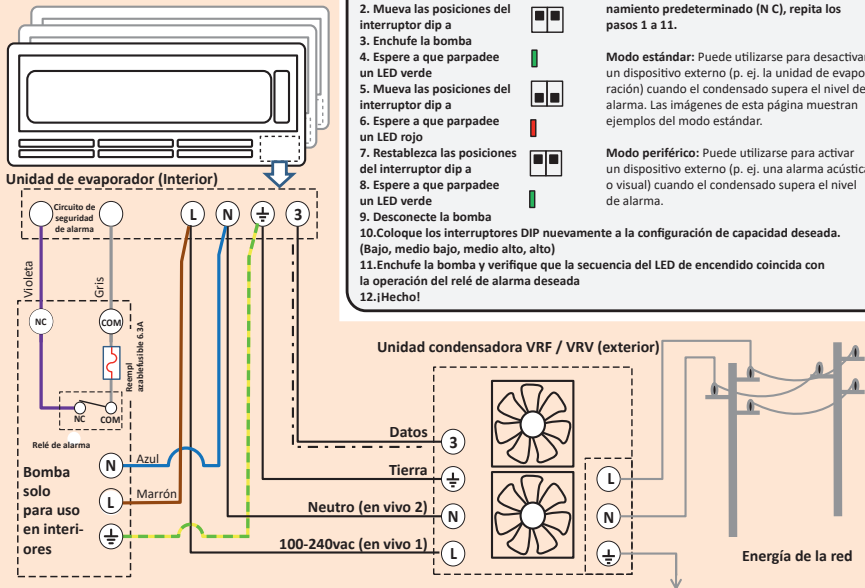 2. Mueva las posiciones del
interruptor dip a
3. Enchufe la bomba
4. Espere a que parpadee
un LED verde
5. Mueva las posiciones del
interruptor dip a
6. Espere a que parpadee
un LED rojo
7. Restablezca las posiciones
del interruptor dip a
8. Espere a que parpadee
un LED verde
9. Desconecte la bomba
10.Coloque los interruptores DIP nuevamente a la configuración de capacidad deseada.
(Bajo, medio bajo, medio alto, alto)
11.Enchufe la bomba y verifique que la secuencia del LED de encendido coincida con
la operación del relé de alarma deseada
12.¡Hecho!
namiento predeterminado (N C), repita los
pasos 1 a 11.
Modo estándar: Puede utilizarse para desactivar
un dispositivo externo (p. ej. la unidad de evapo
ración) cuando el condensado supera el nivel de
alarma. Las imágenes de esta página muestran
ejemplos del modo estándar.
Modo periférico: Puede utilizarse para activar
un dispositivo externo (p. ej. una alarma acústica
o visual) cuando el condensado supera el nivel
de alarma.
Unidad de evaporador (Interior)
Circuito de
seguridad
de alarma
L
N
3
Violeta
Gris
NC
COM
Reempl
azablefusible 6.3A
NC
COM
Relé de alarma
Bomba
solo
para uso
en interi-
ores
N
Azul
L
Marrón
Unidad condensadora VRF / VRV (exterior)
Datos
3
Tierra
Neutro (en vivo 2)
N
100-240vac (en vivo 1)
L
L
N
Energía de la red